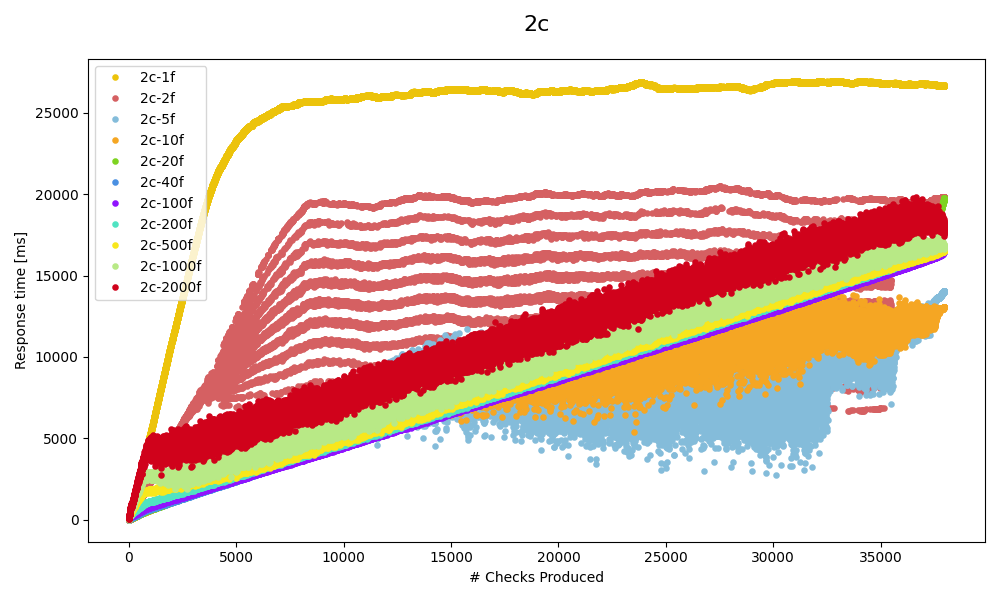 2c
2c-1f
2c-2f
2c-5f
2c-10f
2c-20f
2c-40f
2c-100f
2c-200f
2c-500f
2c-1000f
2c-2000f
Response time [ms]
25000
20000
15000
10000
5000
0
0 5000 10000 15000 20000 25000 30000 35000
# Checks Produced